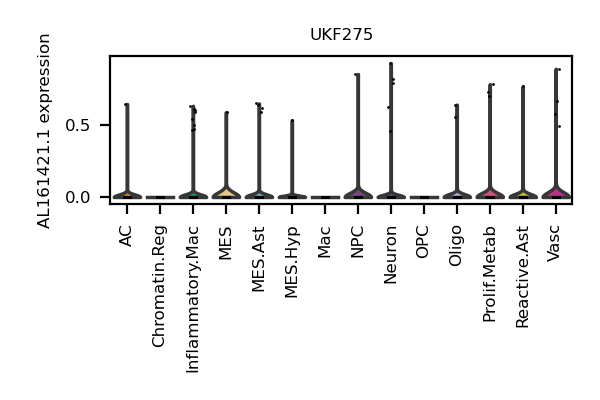 UKF275
AL161421.1 expression
0.5
0.0
AC
Chromatin.Reg
Inflammatory.Mac
MES
MES.Ast
MES.Hyp
Mac
NPC
Neuron
OPC
Oligo
Prolif.Metab
Reactive.Ast
Vasc